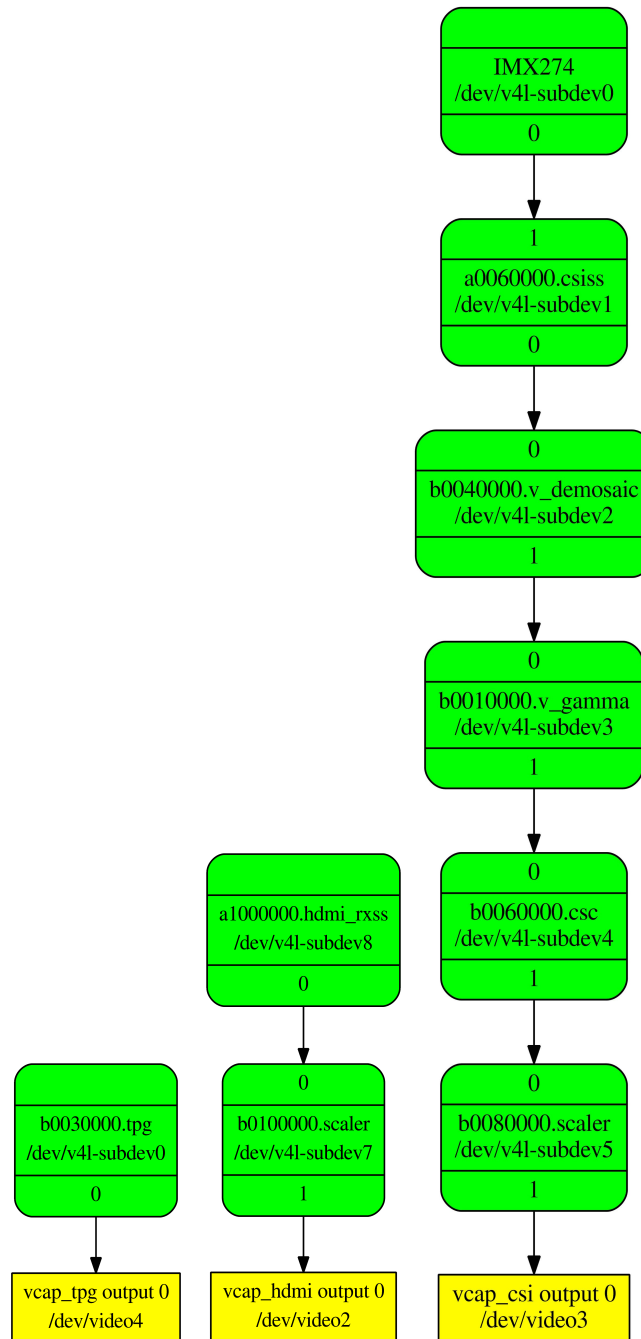 IMX274
/dev/v4l-subdev0
0
1
a0060000.csiss
/dev/v4l-subdev1
0
0
b0040000.v_demosaic
/dev/v4l-subdev2
1
0
b0010000.v_gamma
/dev/v4l-subdev3
1
a1000000.hdmi_rxss
/dev/v4l-subdev8
0
0
b0060000.csc
/dev/v4l-subdev4
1
b0030000.tpg
/dev/v4l-subdev0
0
0
b0100000.scaler
/dev/v4l-subdev7
1
0
b0080000.scaler
/dev/v4l-subdev5
1
vcap_tpg output 0
/dev/video4
vcap_hdmi output 0
/dev/video2
vcap_csi output 0
/dev/video3